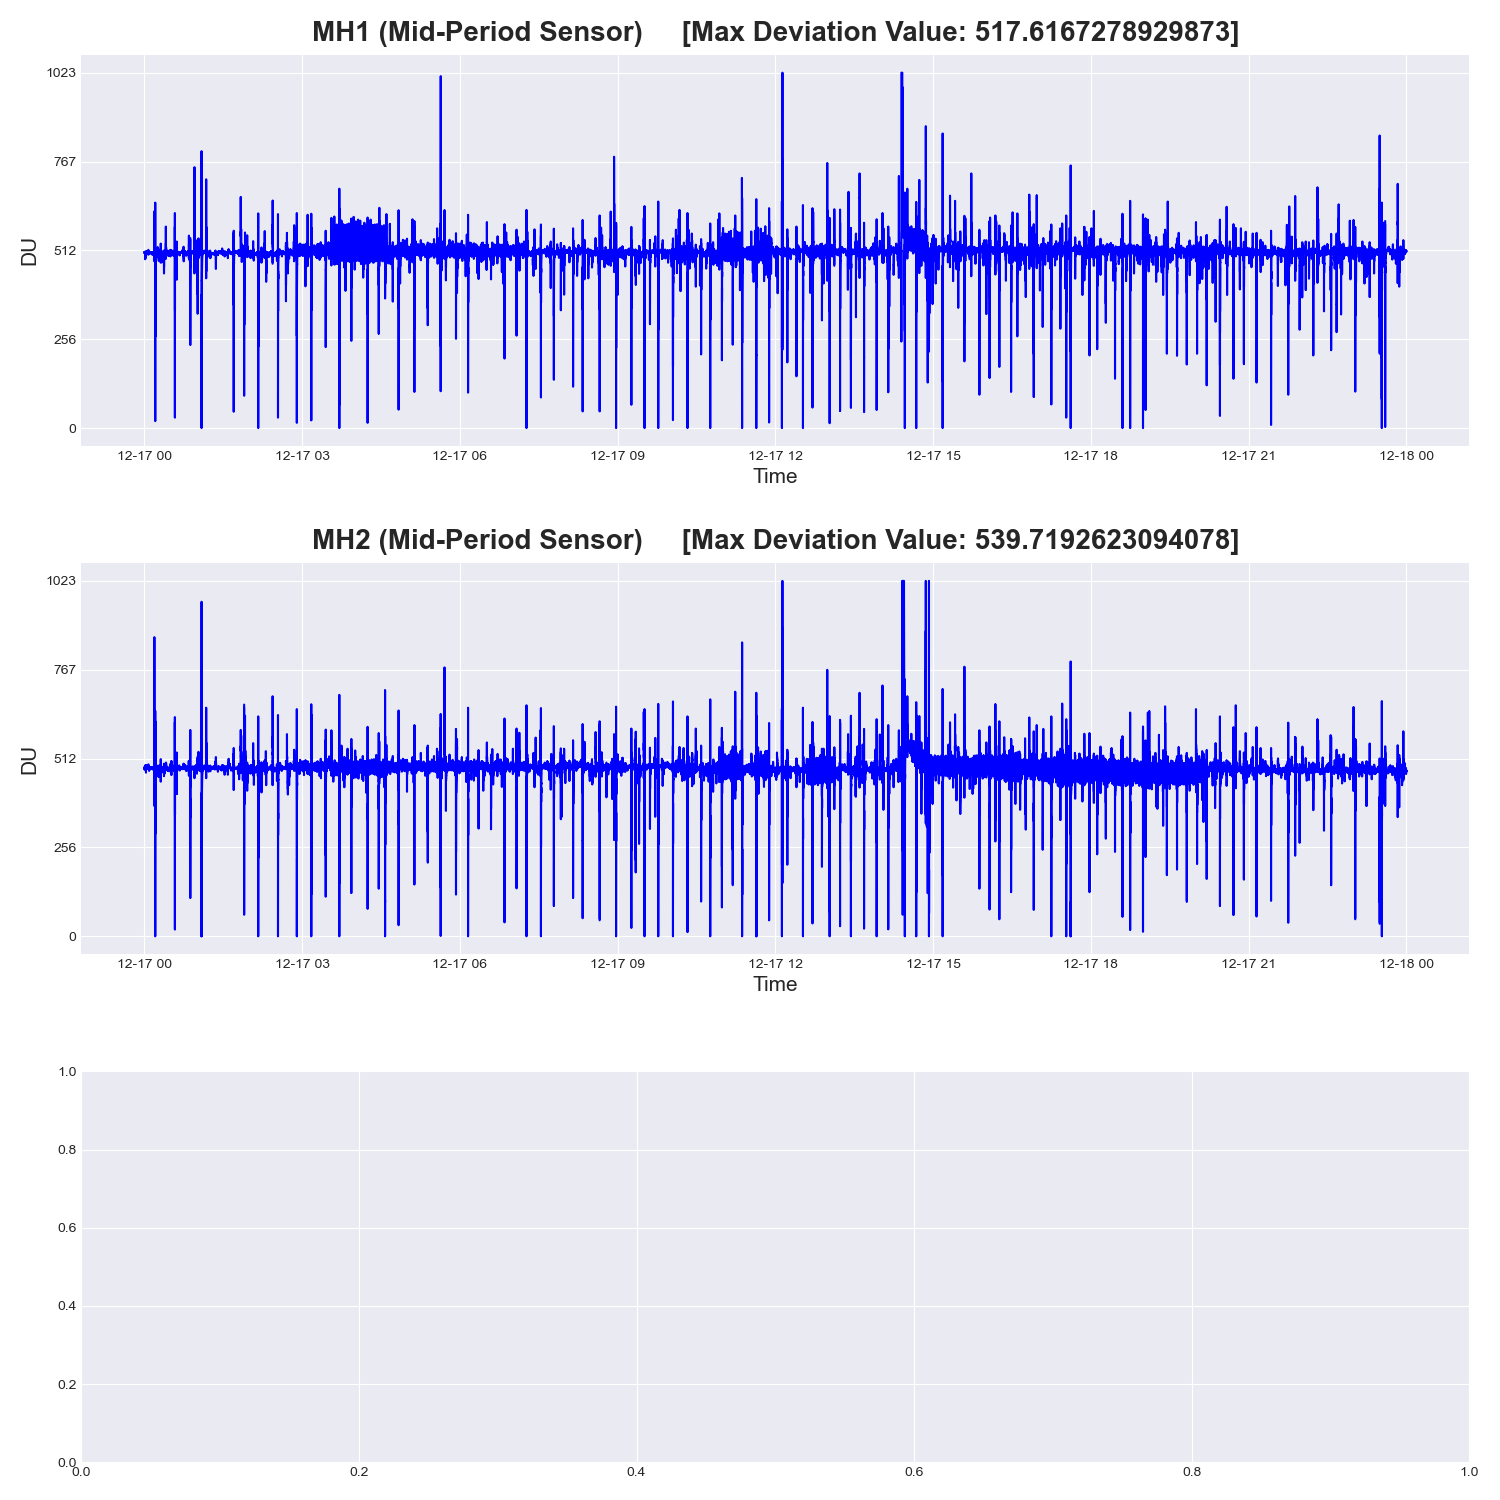 MH1 (Mid-Period Sensor)     [Max Deviation Value: 517.6167278929873]
1023
767
512
256
0
DU
12-17 00 12-17 03 12-17 06 12-17 09 12-17 12 12-17 15 12-17 18 12-17 21 12-18 00
Time
MH2 (Mid-Period Sensor)     [Max Deviation Value: 539.7192623094078]
1023
767
512
256
0
DU
12-17 00 12-17 03 12-17 06 12-17 09 12-17 12 12-17 15 12-17 18 12-17 21 12-18 00
Time
1.0
0.8
0.6
0.4
0.2
0.0
0.0 0.2 0.4 0.6 0.8 1.0